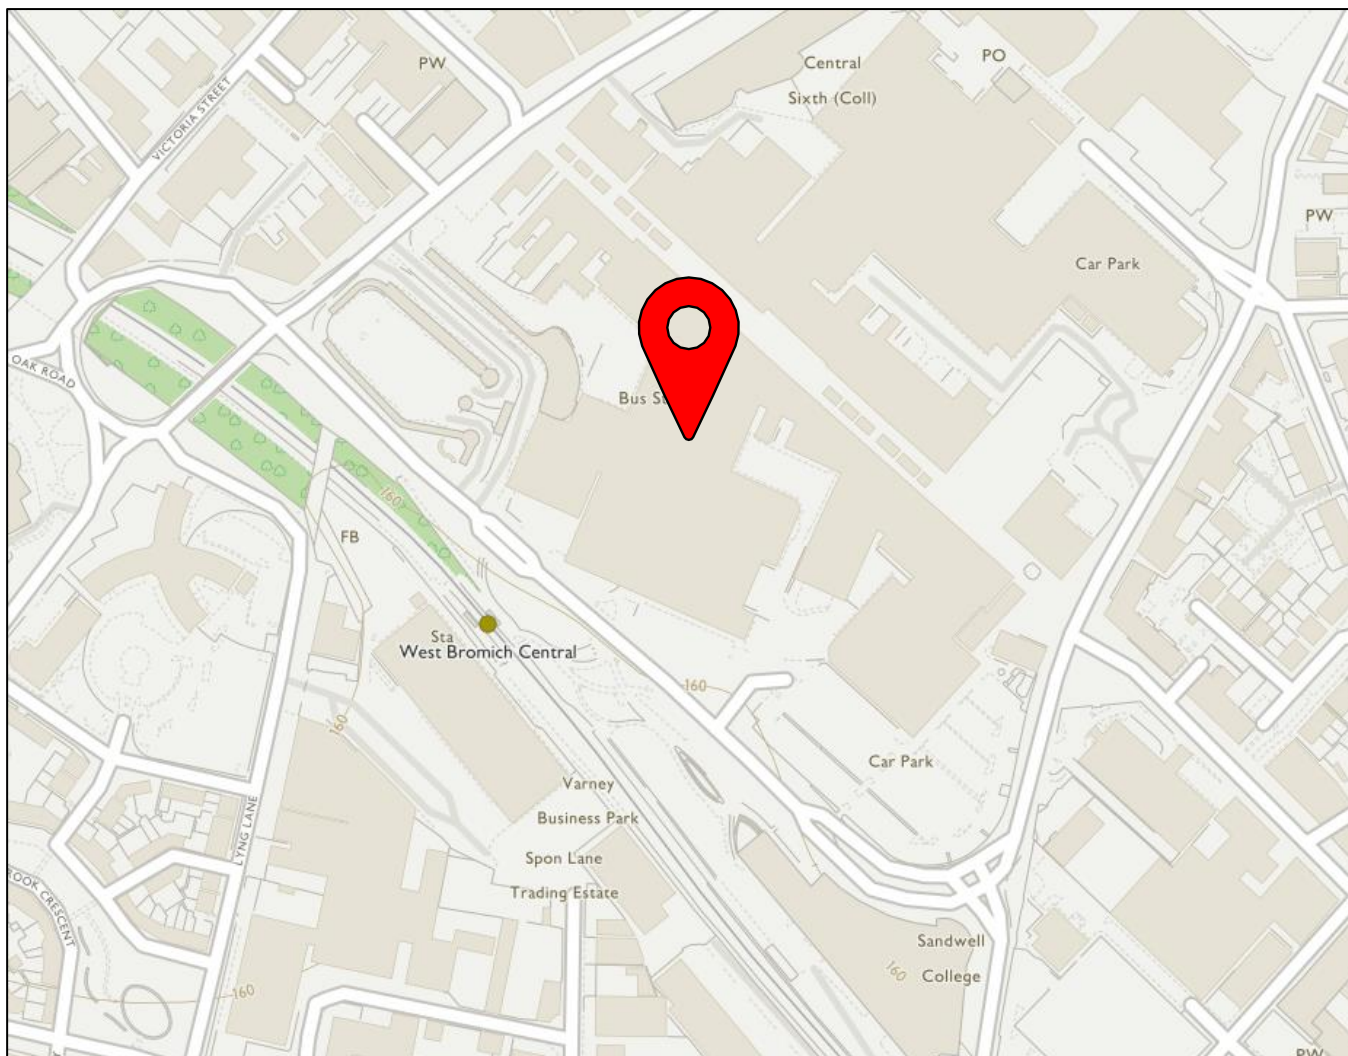 PW
Central
Sixth (Coll)
PO
VICTORIA STREET
PW
Car Park
OAK ROAD
Bus
160
FB
Sta
West Bromich Central
160
160
Car Park
Varney
Business Park
LYNG LANE
Spon Lane
Trading Estate
CRESCENT
Sandwell
College
160
160
PW